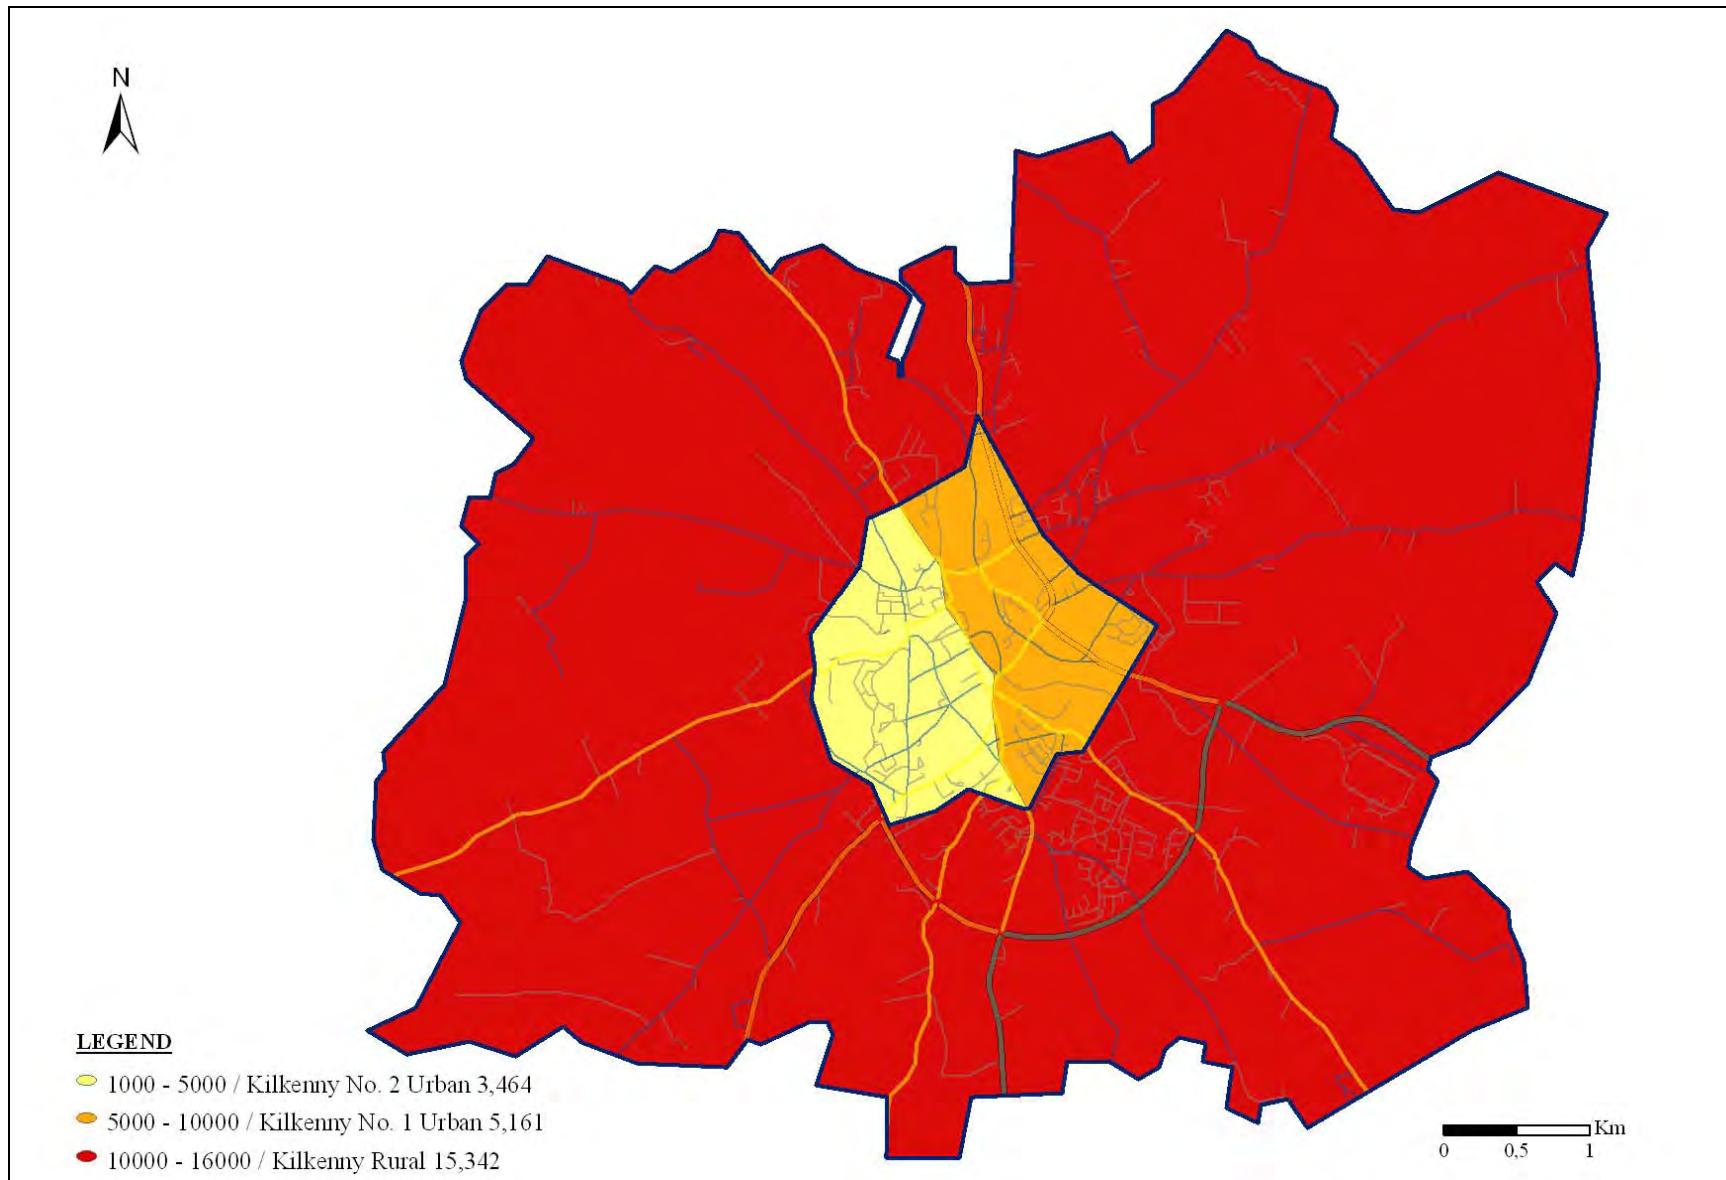 N
LEGEND
1000 - 5000 / Kilkenny No. 2 Urban 3,464
5000 - 10000 / Kilkenny No. 1 Urban 5,161
10000 - 16000 / Kilkenny Rural 15,342
Km
0 0,5 1